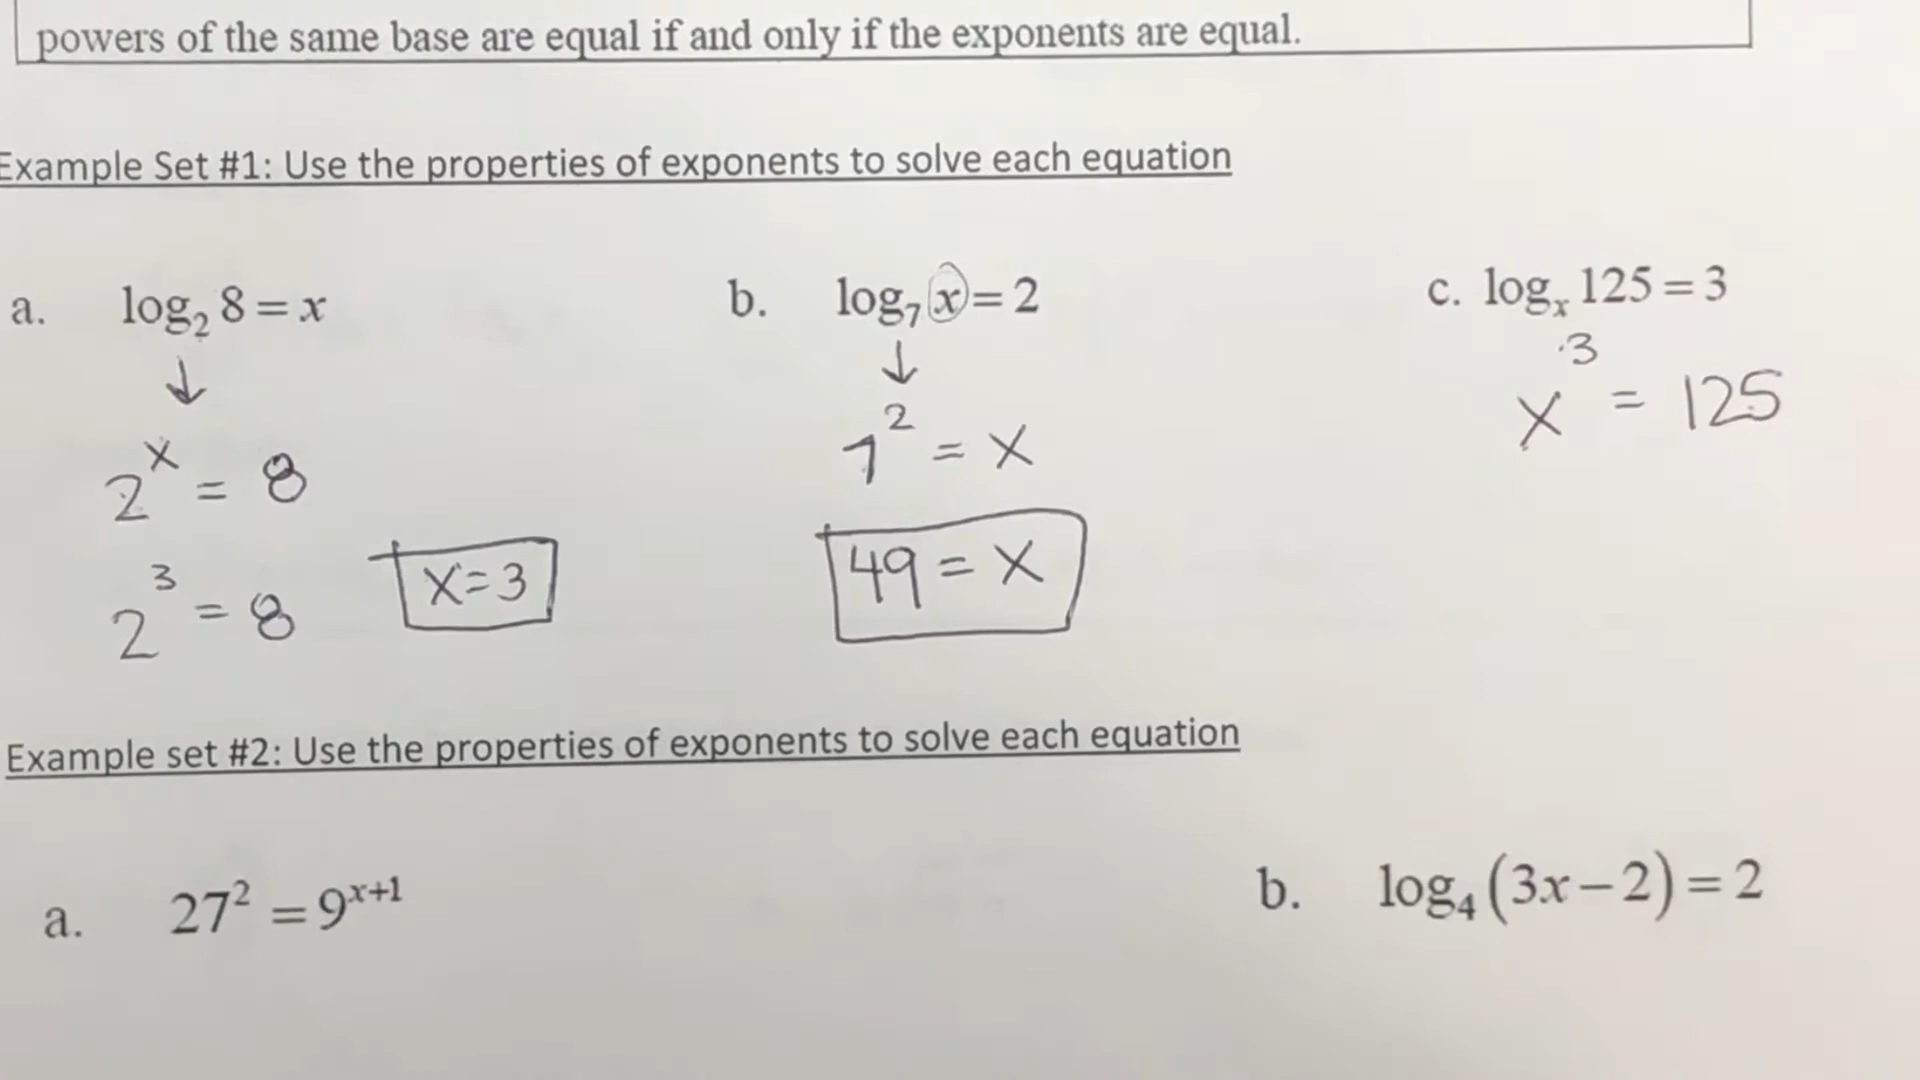 powers of the same base are equal if and only if the exponents are equal.
Example Set #1: Use the properties of exponents to solve each equation
a. log₂ 8 = x
↓
2ˣ = 8
2³ = 8
x = 3
b. log₇ x = 2
↓
7² = x
49 = x
c. logₓ 125 = 3
x³ = 125
Example set #2: Use the properties of exponents to solve each equation
a. 27² = 9ˣ⁺¹
b. log₄ (3x − 2) = 2